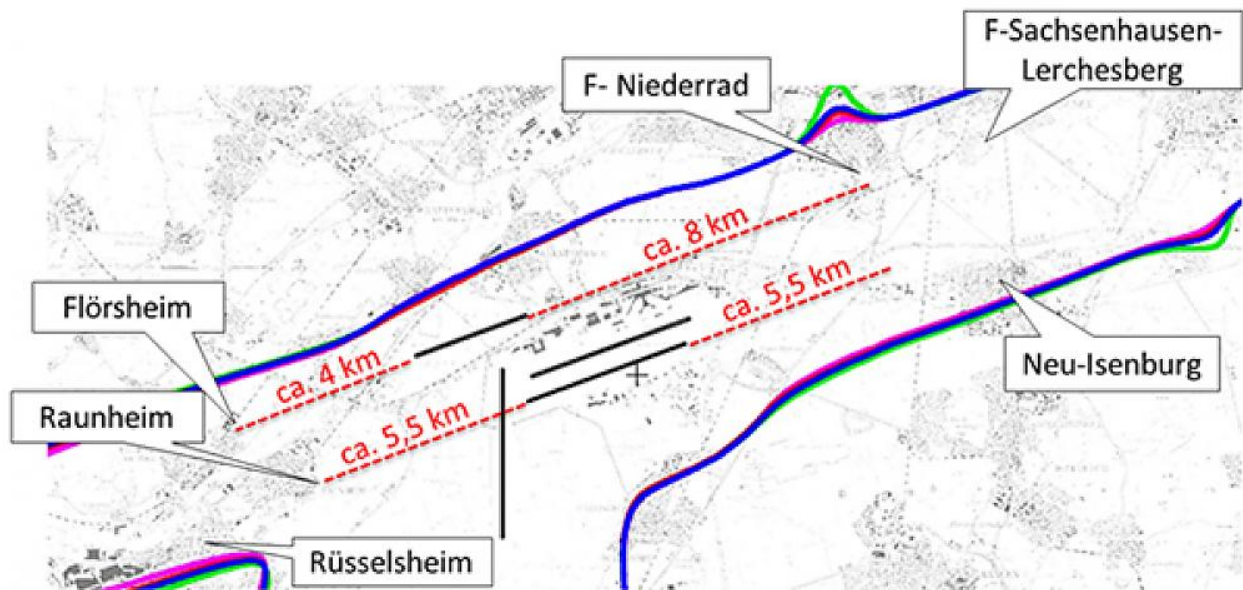 F-Sachsenhausen-
Lerchesberg
F- Niederrad
ca. 8 km
ca. 5,5 km
Flörsheim
ca. 4 km
Neu-Isenburg
Raunheim
ca. 5,5 km
Rüsselsheim